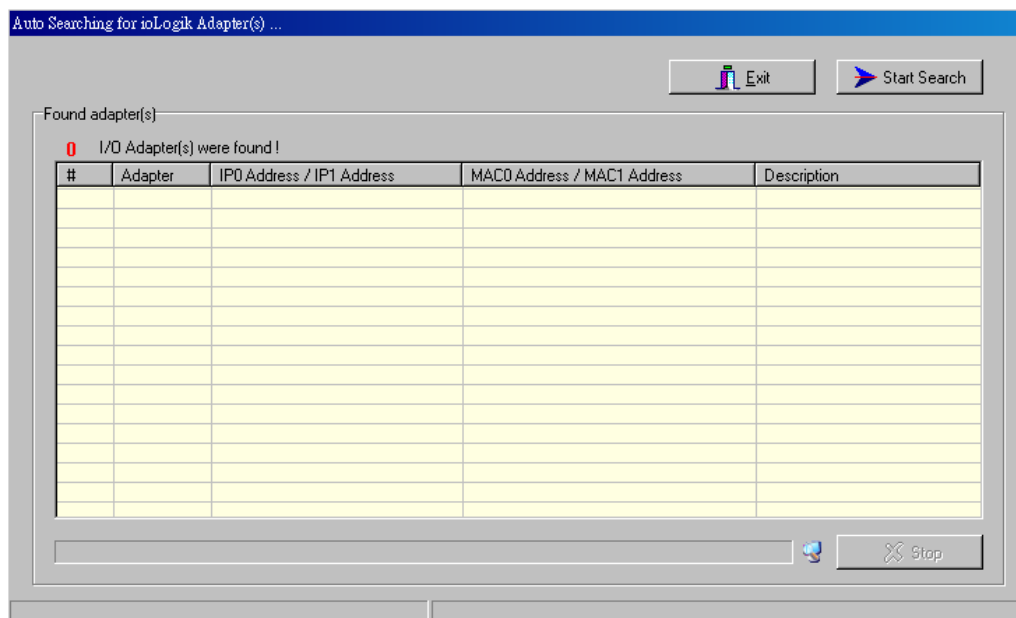 Auto Searching for ioLogik Adapter(s) ...
Exit
Start Search
Found adapter(s)
0 I/O Adapter(s) were found !
# Adapter IP0 Address / IP1 Address MAC0 Address / MAC1 Address Description
Stop